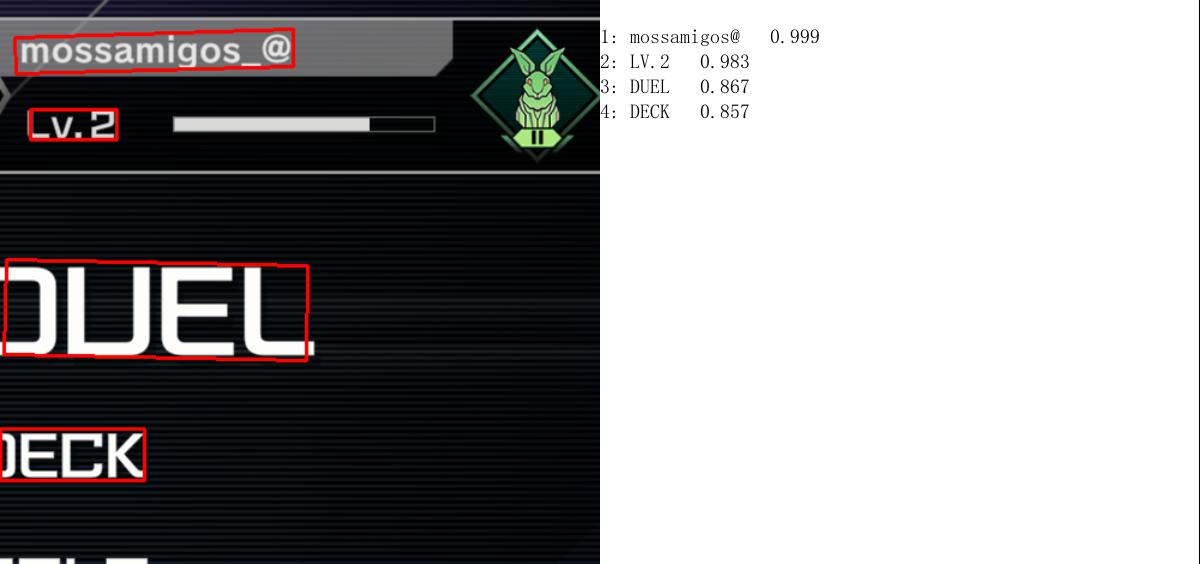 mossamigos_@
1: mossamigos@ 0.999
Lv.2
2: LV.2 0.983
3: DUEL 0.867
4: DECK 0.857
II
DUEL
DECK